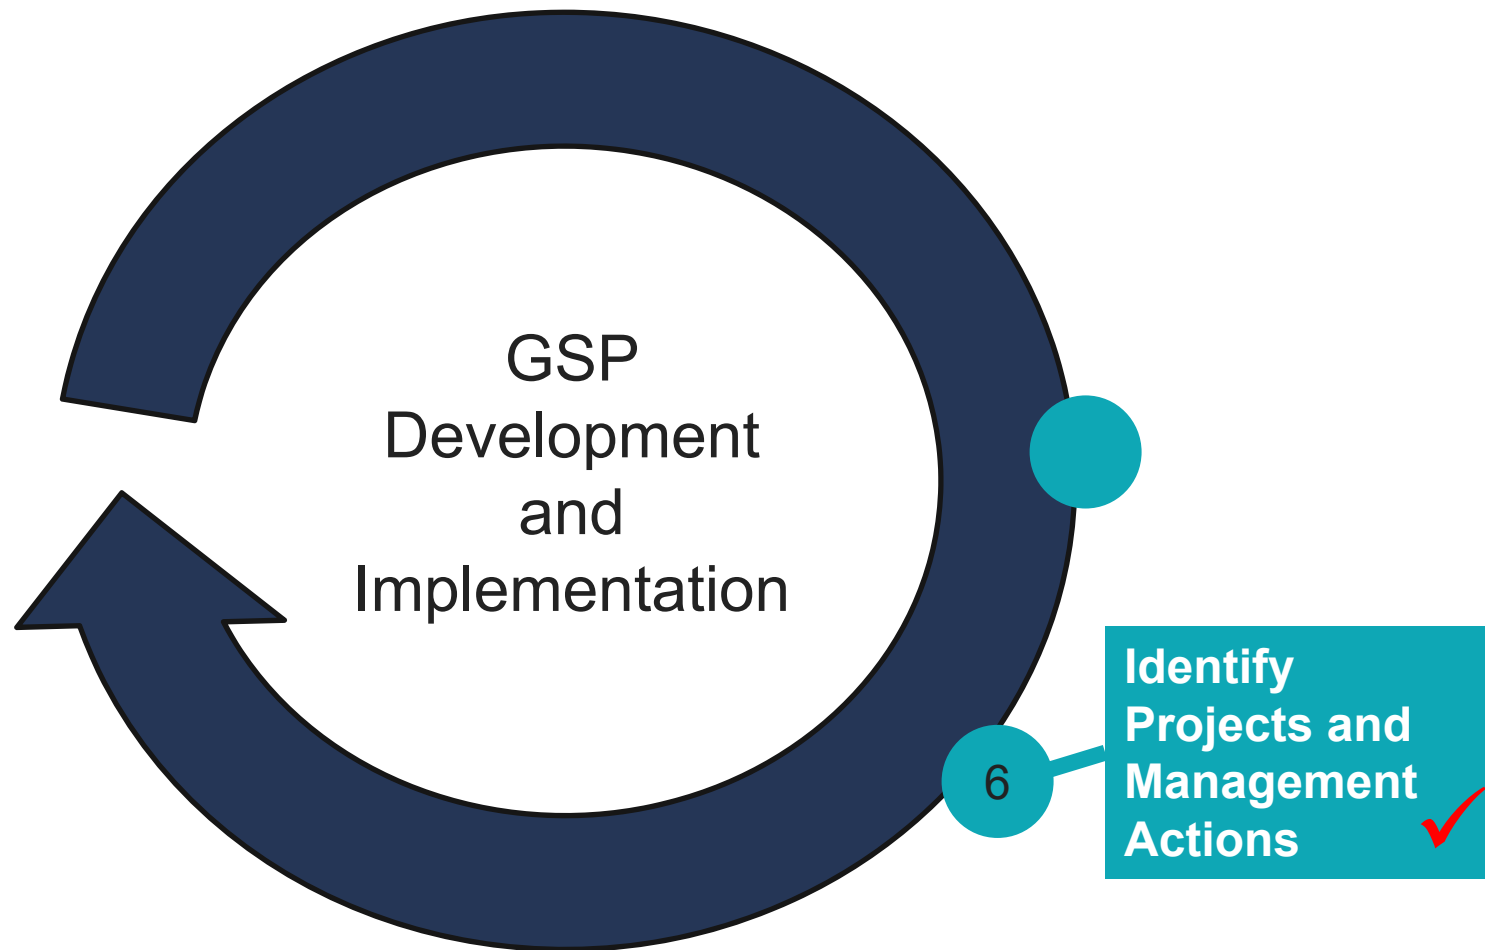 GSP
Development
and
Implementation
6
Identify
Projects and
Management
Actions